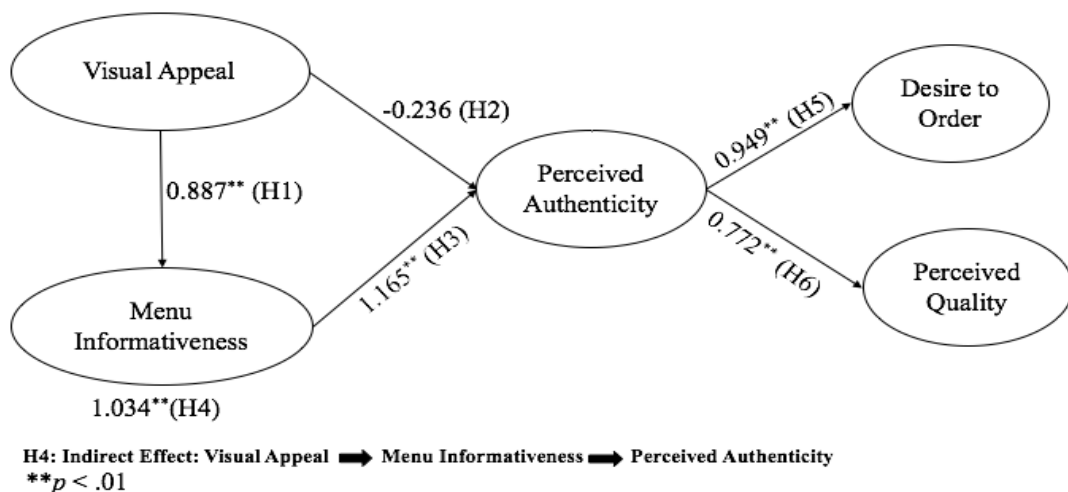 Visual Appeal
Desire to
Order
-0.236 (H2)
0.949** (H5)
Perceived
Authenticity
0.887** (H1)
1.165** (H3)
0.772** (H6)
Menu
Informativeness
Perceived
Quality
1.034**(H4)
H4: Indirect Effect: Visual Appeal ➡ Menu Informativeness ➡ Perceived Authenticity
**p < .01